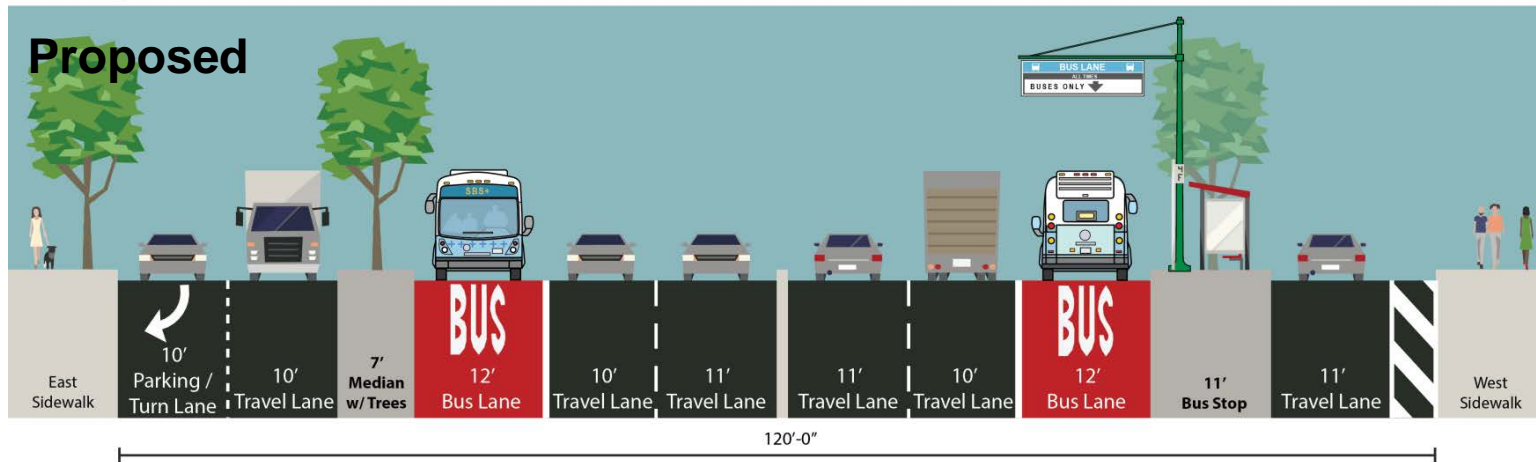 Proposed
BUS LANE
ALL TIMES
BUSES ONLY
SBS+
BUS
BUS
East
Sidewalk
10'
Parking /
Turn Lane
10'
Travel Lane
7'
Median
w/ Trees
12'
Bus Lane
10'
Travel Lane
11'
Travel Lane
11'
Travel Lane
10'
Travel Lane
12'
Bus Lane
11'
Bus Stop
11'
Travel Lane
West
Sidewalk
120'-0"